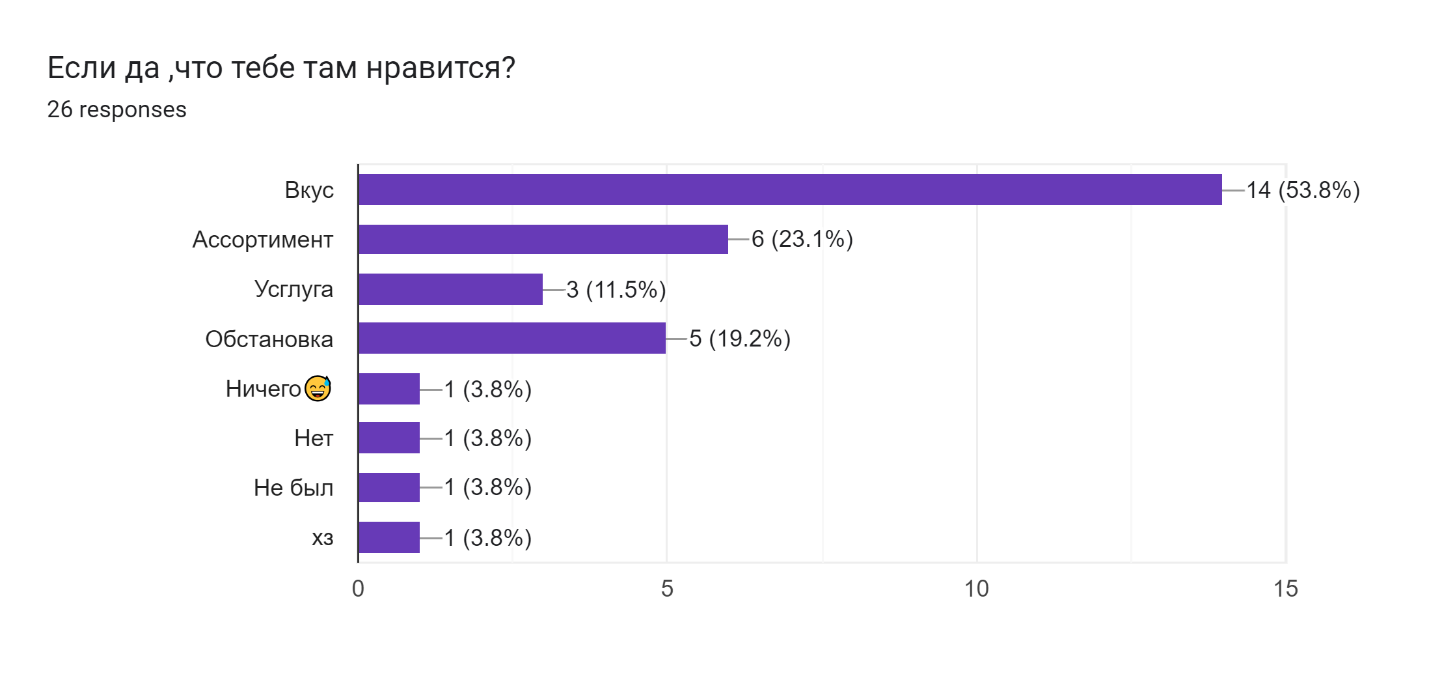 Если да ,что тебе там нравится?
26 responses
Вкус 14 (53.8%)
Ассортимент 6 (23.1%)
Усглуга 3 (11.5%)
Обстановка 5 (19.2%)
Ничего😅 1 (3.8%)
Нет 1 (3.8%)
Не был 1 (3.8%)
хз 1 (3.8%)
0 5 10 15